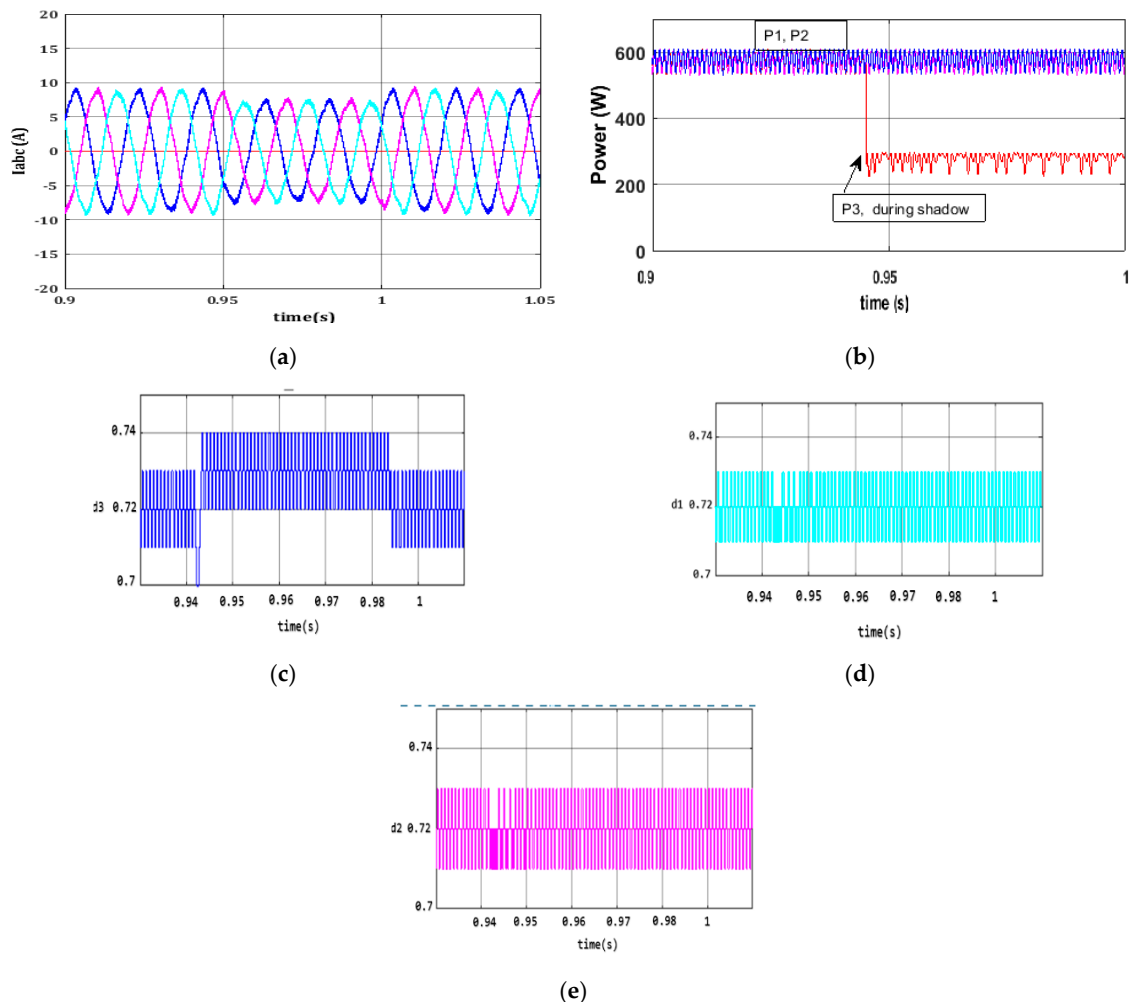 20
15
10
5
0
-5
-10
-15
-20
Iabc(A)
0.9
0.95
1
1.05
time(s)
(a)
P1, P2
600
400
200
0
Power (W)
P3, during shadow
0.9
0.95
1
time (s)
(b)
0.74
d3 0.72
0.7
0.94
0.95
0.96
0.97
0.98
1
time(s)
(c)
0.74
d1 0.72
0.7
0.94
0.95
0.96
0.97
0.98
1
time(s)
(d)
0.74
d2 0.72
0.7
0.94
0.95
0.96
0.97
0.98
1
time(s)
(e)